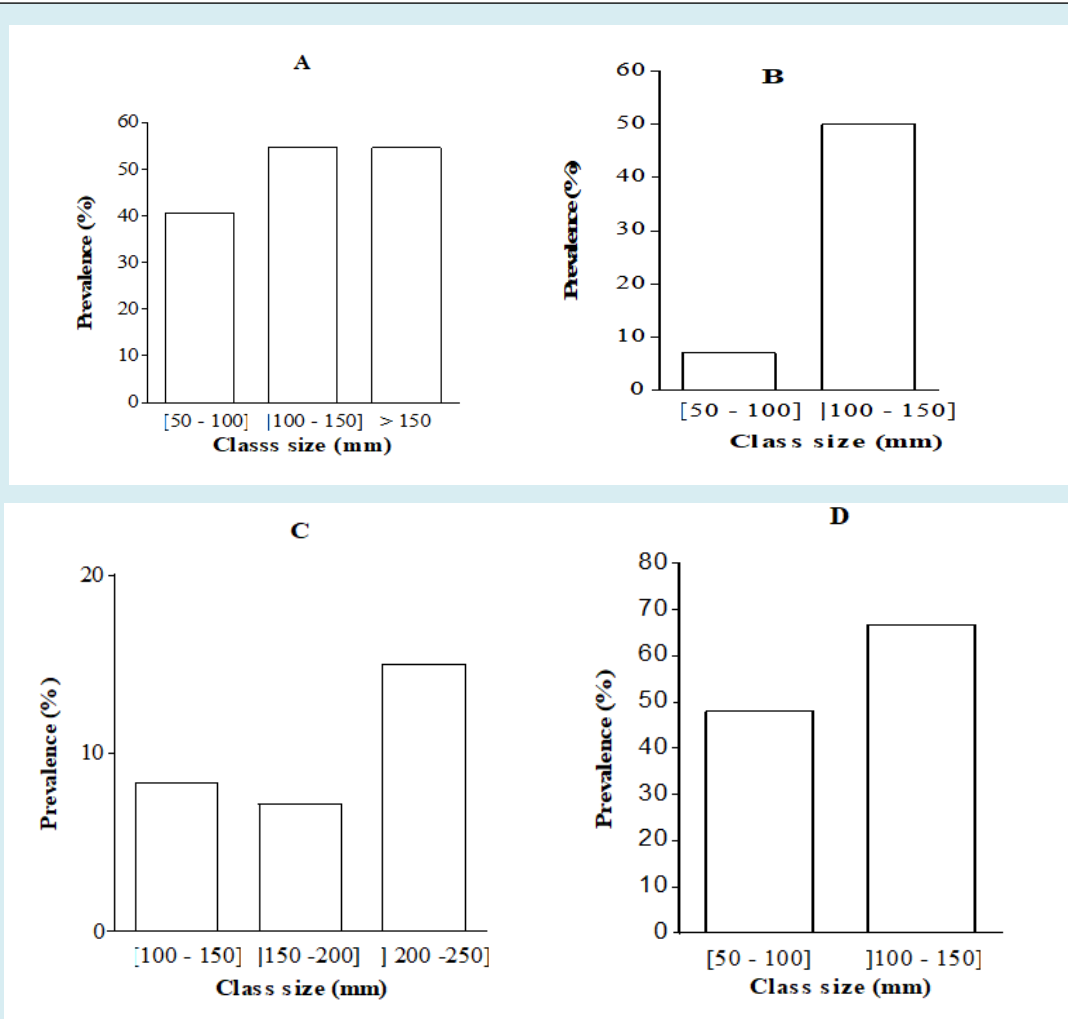 A
Prevalence (%)
60
50
40
30
20
10
0
[50 - 100] ]100 - 150] > 150
Classs size (mm)
B
Prevalence (%)
60
50
40
30
20
10
0
[50 - 100] ]100 - 150]
Class size (mm)
C
Prevalence (%)
20
10
0
[100 - 150] ]150 -200] ] 200 -250]
Class size (mm)
D
Prevalence (%)
80
70
60
50
40
30
20
10
0
[50 - 100] ]100 - 150]
Class size (mm)